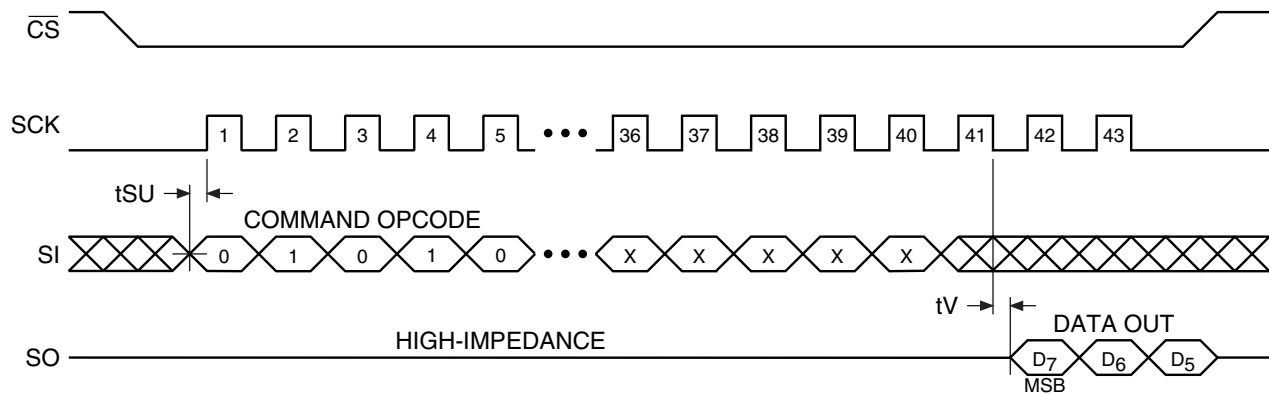 CS
SCK
1 2 3 4 5 ••• 36 37 38 39 40 41 42 43
tSU
COMMAND OPCODE
SI
0 1 0 1 0 ••• X X X X X
tV
DATA OUT
HIGH-IMPEDANCE
SO
D7 D6 D5
MSB